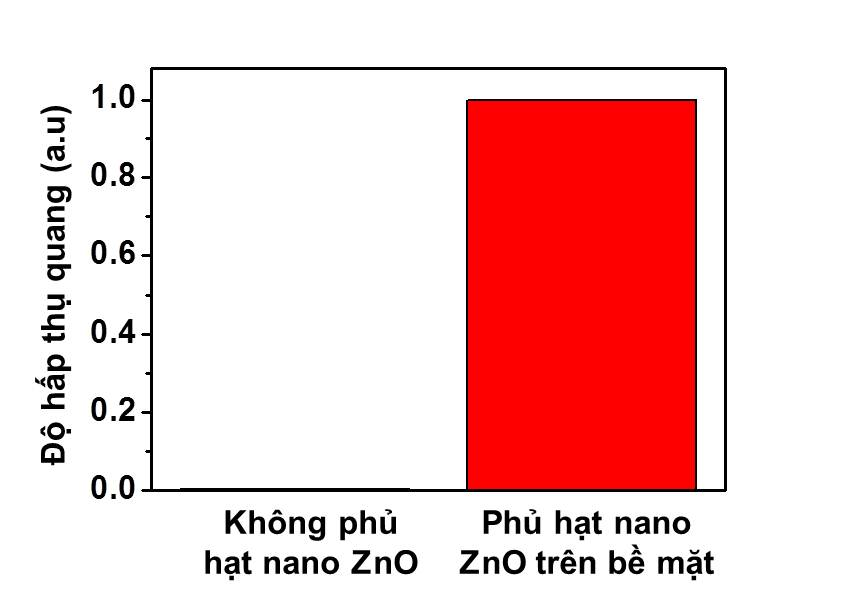 Độ hấp thụ quang (a.u)
1.0
0.8
0.6
0.4
0.2
0.0
Không phủ
hạt nano ZnO
Phủ hạt nano
ZnO trên bề mặt